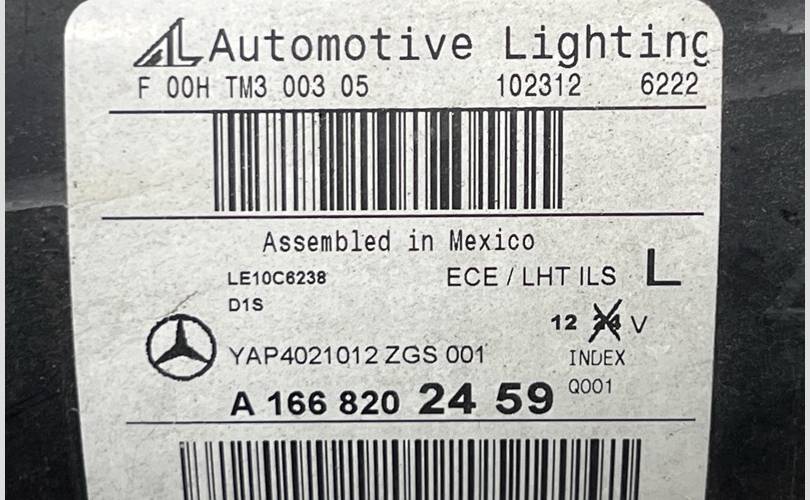 AL Automotive Lighting
F 00H TM3 003 05 102312 6222
Assembled in Mexico
LE10C6238 ECE / LHT ILS L
D1S
12 24 V
YAP4021012 ZGS 001 INDEX
A 166 820 24 59 Q001